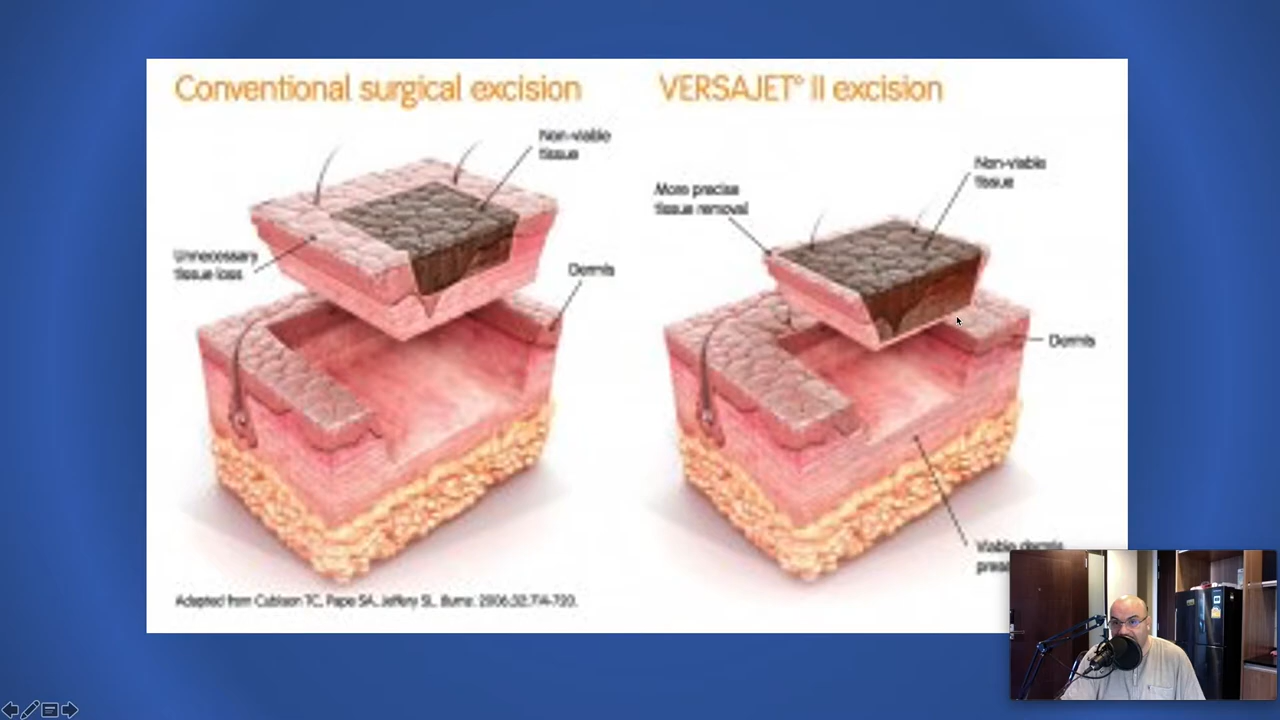 Conventional surgical excision
Non-viable
tissue
Unnecessary
tissue loss
Dermis
VERSAJET° II excision
Non-viable
tissue
More precise
tissue removal
Dermis
Viable dermis
Adapted from Cubison TC, Pape SA, Jeffery SL. Burns. 2006;32:714-720.